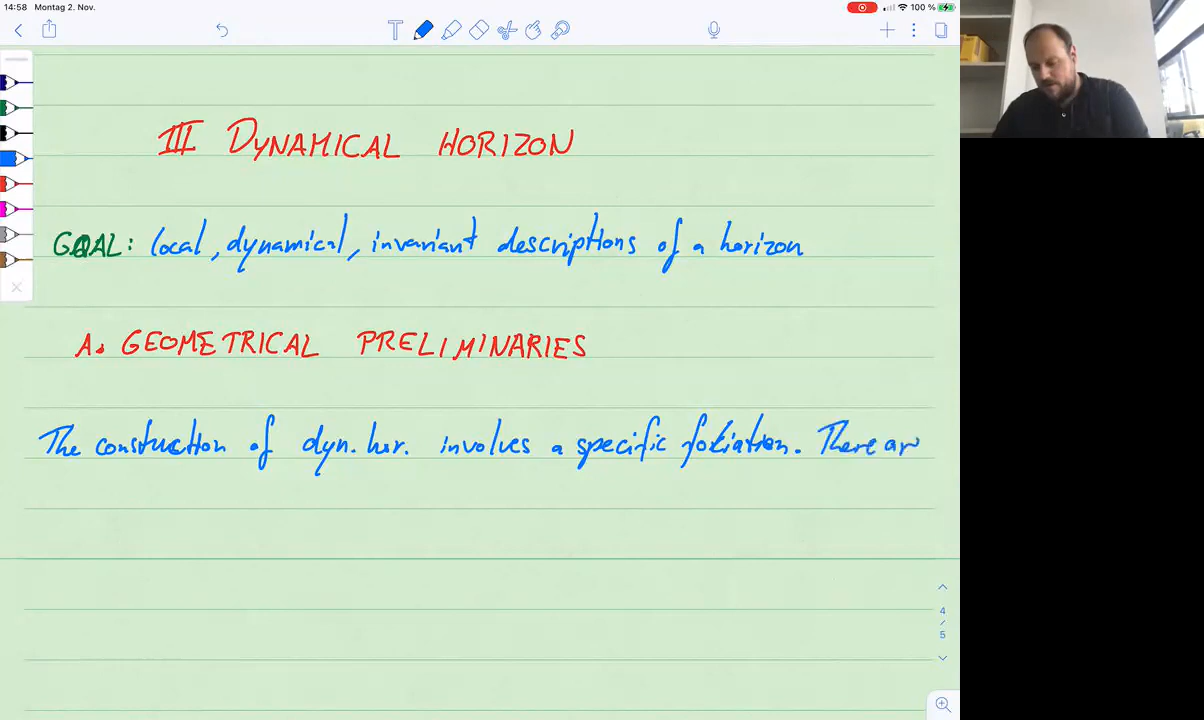 14:58 Montag 2. Nov. 100 %
III DYNAMICAL HORIZON
GOAL: local, dynamical, invariant descriptions of a horizon
A. GEOMETRICAL PRELIMINARIES
The construction of dyn. hor. involves a specific foliation. There ar
4
/
5